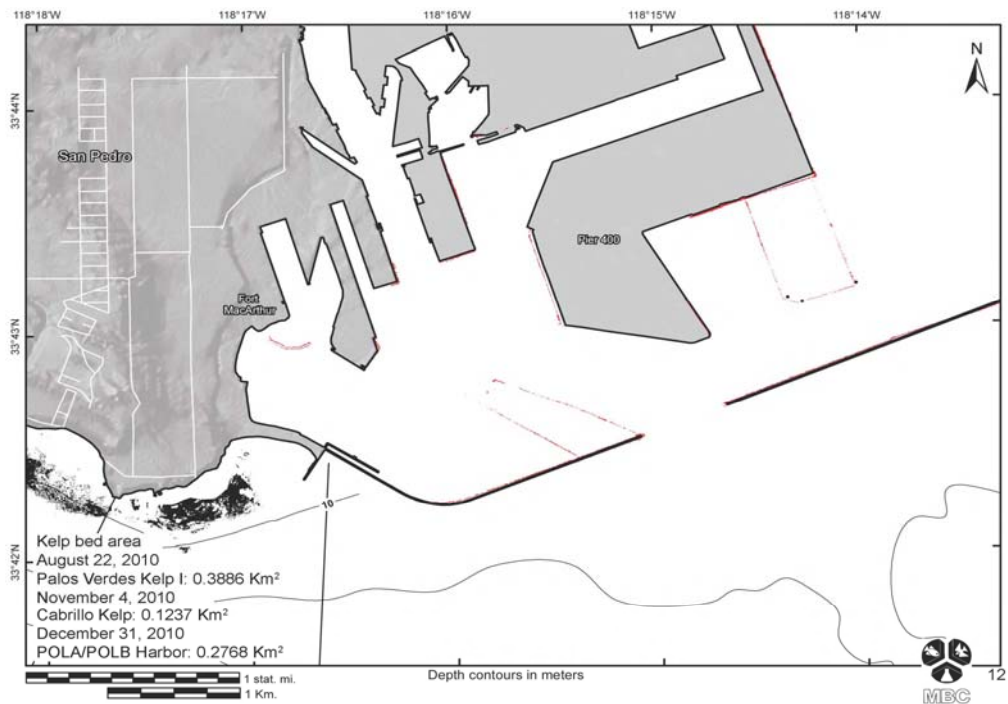 118°18'W 118°17'W 118°16'W 118°15'W 118°14'W
N
33°44'N
San Pedro
Pier 400
Fort
MacArthur
33°43'N
10
33°42'N
Kelp bed area
August 22, 2010
Palos Verdes Kelp I: 0.3886 Km²
November 4, 2010
Cabrillo Kelp: 0.1237 Km²
December 31, 2010
POLA/POLB Harbor: 0.2768 Km²
1 stat. mi.
1 Km.
Depth contours in meters
MBC
12